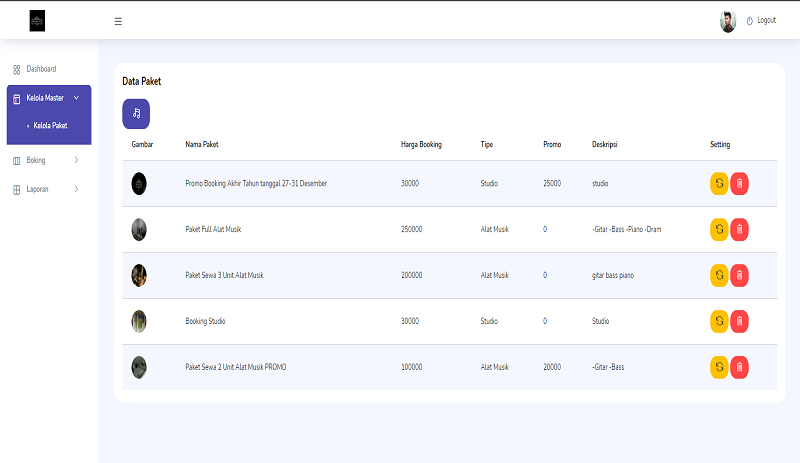 Logout
Dashboard
Kelola Master
Kelola Paket
Boking
Laporan
Data Paket
Gambar Nama Paket Harga Booking Tipe Promo Deskripsi Setting
Promo Booking Akhir Tahun tanggal 27-31 Desember 30000 Studio 25000 studio
Paket Full Alat Musik 250000 Alat Musik 0 -Gitar -Bass -Piano -Dram
Paket Sewa 3 Unit Alat Musik 200000 Alat Musik 0 gitar bass piano
Booking Studio 30000 Studio 0 Studio
Paket Sewa 2 Unit Alat Musik PROMO 100000 Alat Musik 20000 -Gitar -Bass